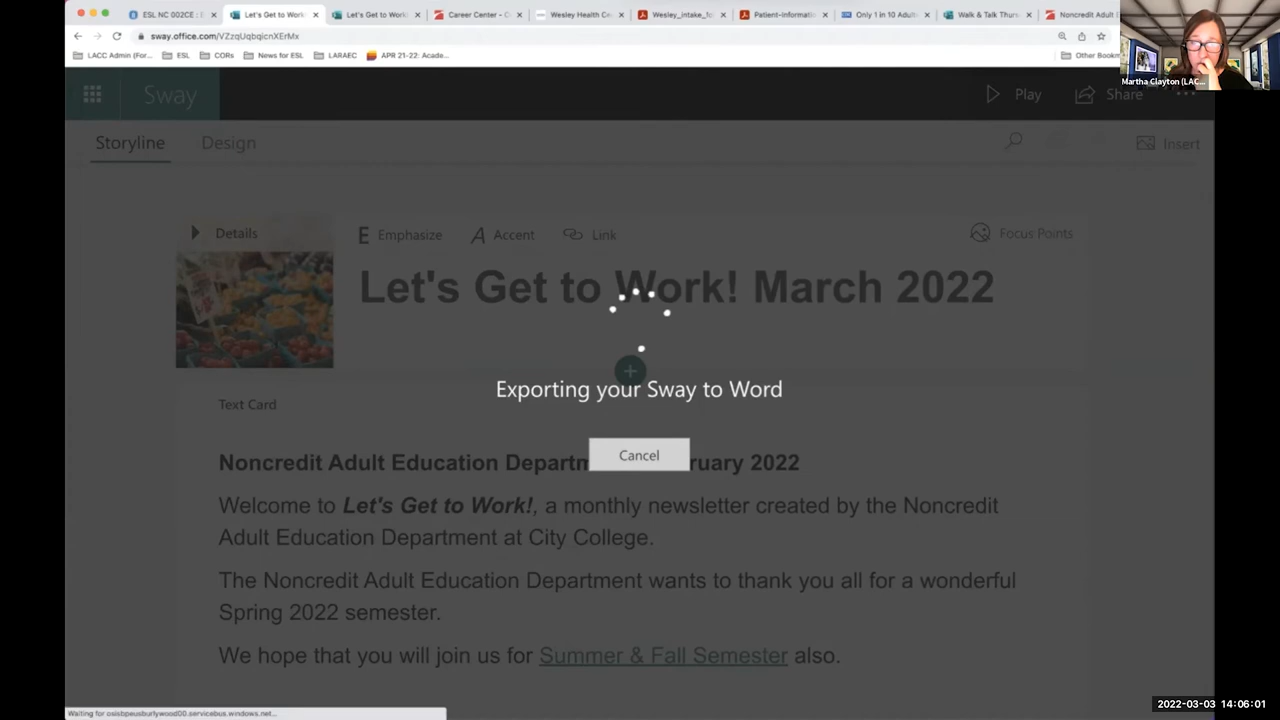 ESL NC 002CE :
Let's Get to Work
Let's Get to Work
Career Center -
Wesley Health Ce
Wesley_intake_fo
Patient-informatio
Only 1 in 10 Adult
Walk & Talk Thurs
Noncredit Adult E
sway.office.com/VZzqUqbqicnXErMx
LACC Admin (For...
ESL
CORs
News for ESL
LARAEC
APR 21-22: Acade...
Other Bookm
Martha Clayton (LAC...
Sway
Play
Share
Storyline
Design
Insert
Details
E Emphasize
A Accent
Link
Focus Points
Let's Get to Work! March 2022
Exporting your Sway to Word
Text Card
Cancel
Noncredit Adult Education Departm ruary 2022
Welcome to Let's Get to Work!, a monthly newsletter created by the Noncredit
Adult Education Department at City College.
The Noncredit Adult Education Department wants to thank you all for a wonderful
Spring 2022 semester.
We hope that you will join us for Summer & Fall Semester also.
Waiting for osisbpeusburlywood00.servicebus.windows.net...
2022-03-03 14:06:01